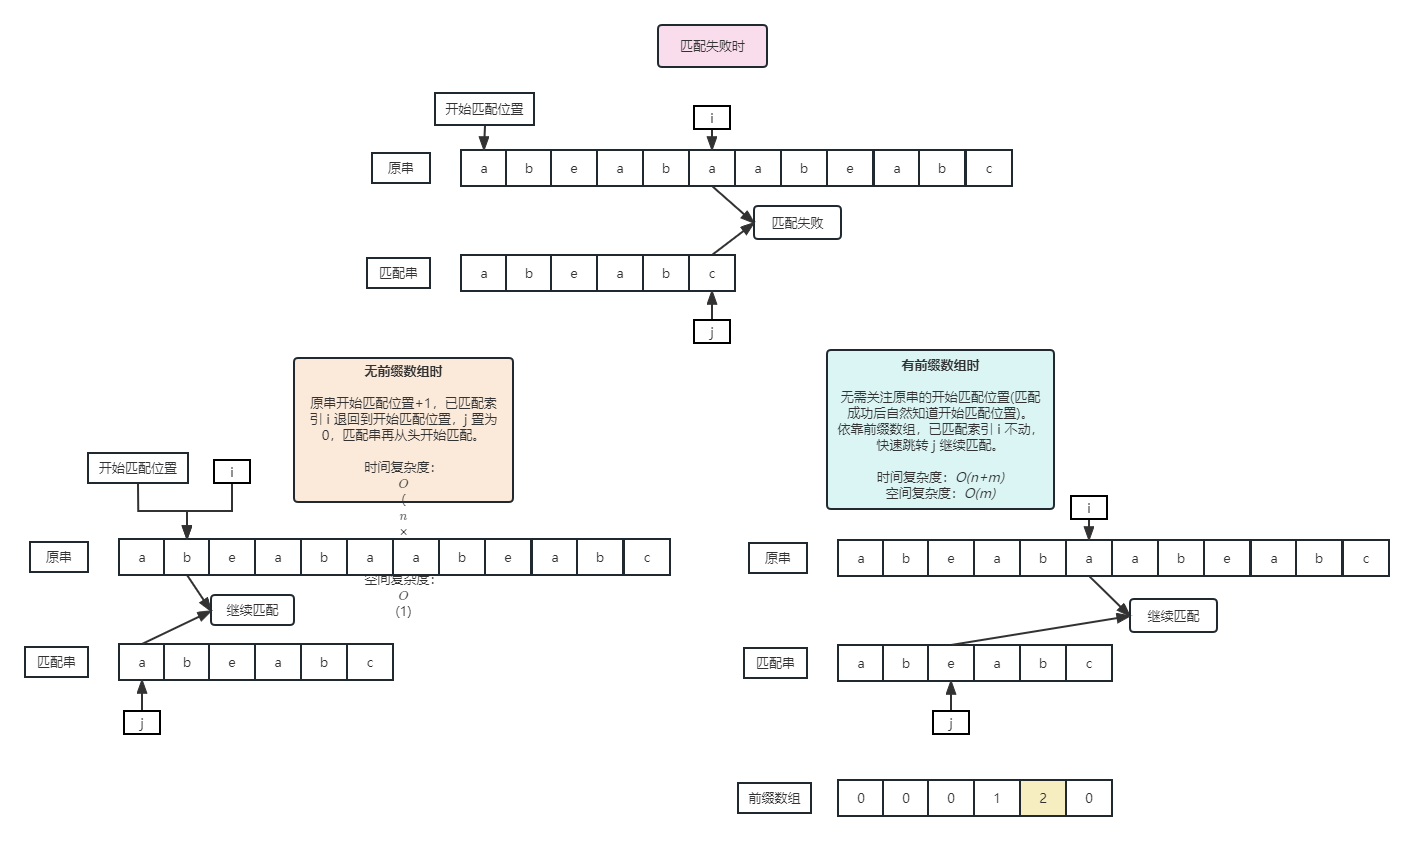 匹配失败时
开始匹配位置
i
原串
a b e a b a a b e a b c
匹配失败
匹配串
a b e a b c
j
无前缀数组时
原串开始匹配位置+1，已匹配索
引 i 退回到开始匹配位置，j 置为
0，匹配串再从头开始匹配。
时间复杂度：
O
(
n
×
空间复杂度：
O
(1)
开始匹配位置
i
原串
a b e a b a a b e a b c
继续匹配
匹配串
a b e a b c
j
有前缀数组时
无需关注原串的开始匹配位置(匹配
成功后自然知道开始匹配位置)。
依靠前缀数组，已匹配索引 i 不动，
快速跳转 j 继续匹配。
时间复杂度：O(n+m)
空间复杂度：O(m)
i
原串
a b e a b a a b e a b c
继续匹配
匹配串
a b e a b c
j
前缀数组
0 0 0 1 2 0